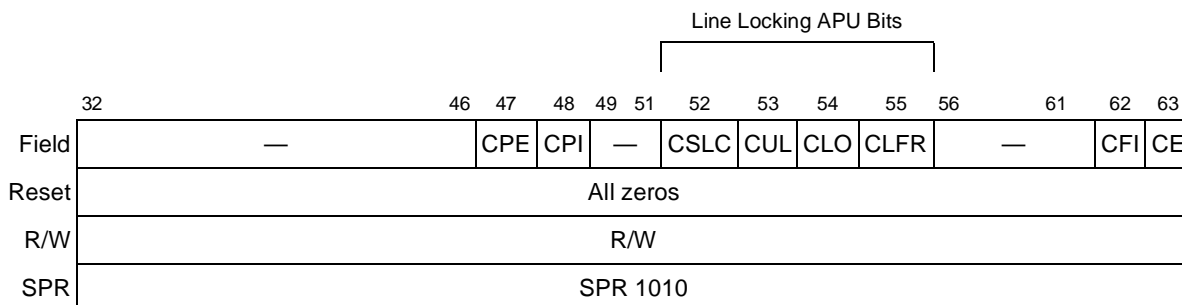 Line Locking APU Bits
32 46 47 48 49 51 52 53 54 55 56 61 62 63
Field — CPE CPI — CSLC CUL CLO CLFR — CFI CE
Reset All zeros
R/W R/W
SPR SPR 1010